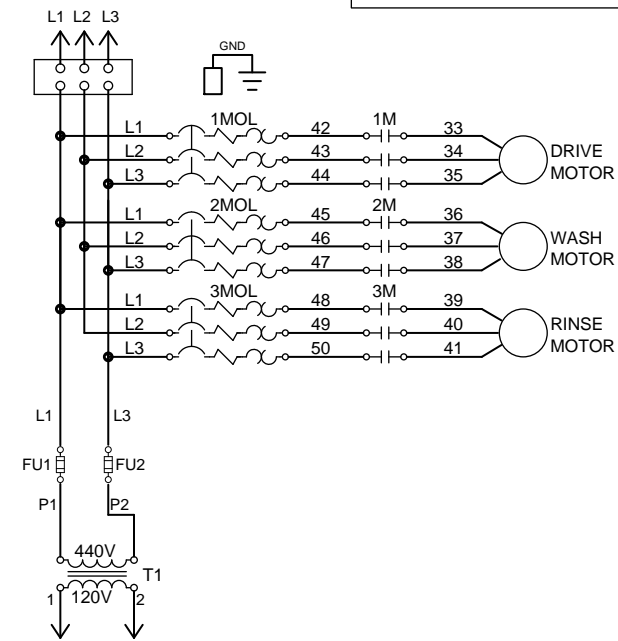 L1 L2 L3
GND
1MOL 1M
L1 42 33
L2 43 34 DRIVE
L3 44 35 MOTOR
2MOL 2M
L1 45 36
L2 46 37 WASH
L3 47 38 MOTOR
3MOL 3M
L1 48 39
L2 49 40 RINSE
L3 50 41 MOTOR
L1 L3
FU1 FU2
P1 P2
440V
T1
1 120V 2